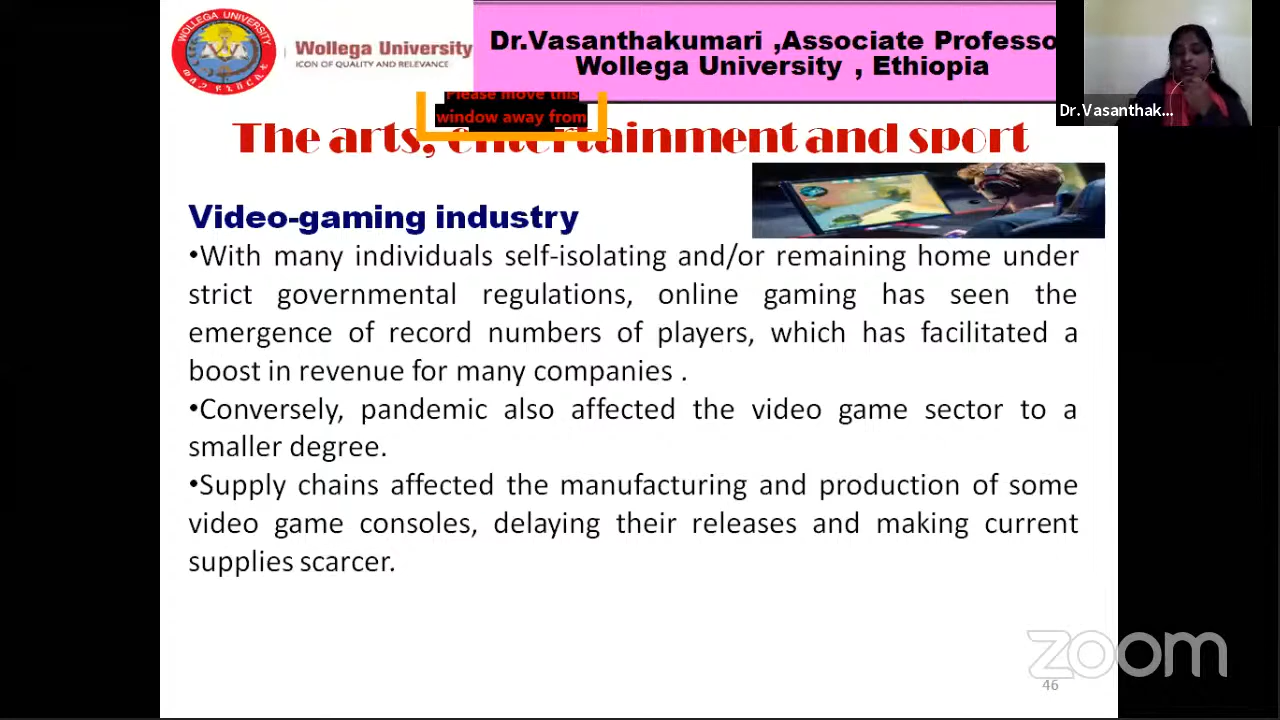 WOLLEGA UNIVERSITY
Wollega University
ICON OF QUALITY AND RELEVANCE
Dr.Vasanthakumari ,Associate Professo
Wollega University , Ethiopia
Dr.Vasanthak...
Please move this
window away from
The arts, entertainment and sport
Video-gaming industry
•With many individuals self-isolating and/or remaining home under
strict governmental regulations, online gaming has seen the
emergence of record numbers of players, which has facilitated a
boost in revenue for many companies .
•Conversely, pandemic also affected the video game sector to a
smaller degree.
•Supply chains affected the manufacturing and production of some
video game consoles, delaying their releases and making current
supplies scarcer.
zoom
46